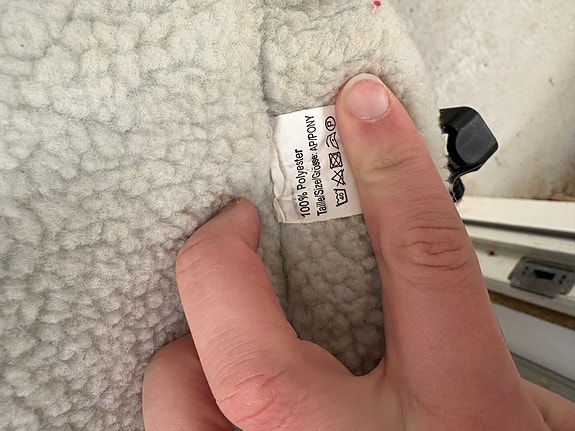 100% Polyester
Taille/Size/Grösse: AP/PONY